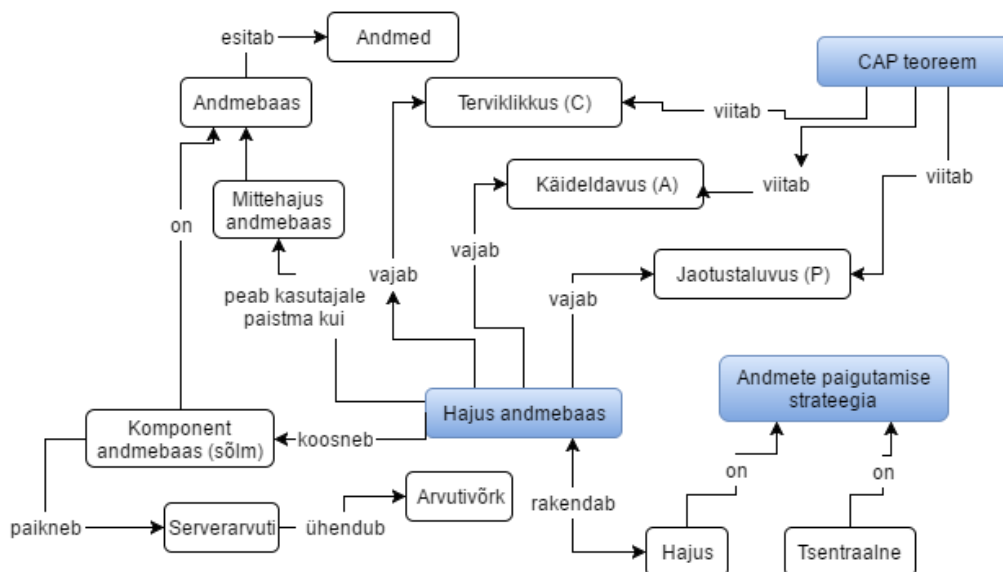 esitab
Andmed
CAP teoreem
Andmebaas
Terviklikkus (C)
viitab
Mittehajus
andmebaas
Käideldavus (A)
viitab
viitab
on
vajab
vajab
Jaotustaluvus (P)
peab kasutajale
paistma kui
vajab
Andmete paigutamise
strateegia
Hajus andmebaas
Komponent
andmebaas (sõlm)
koosneb
on
on
Arvutivõrk
rakendab
paikneb
Serverarvuti
ühendub
Hajus
Tsentraalne